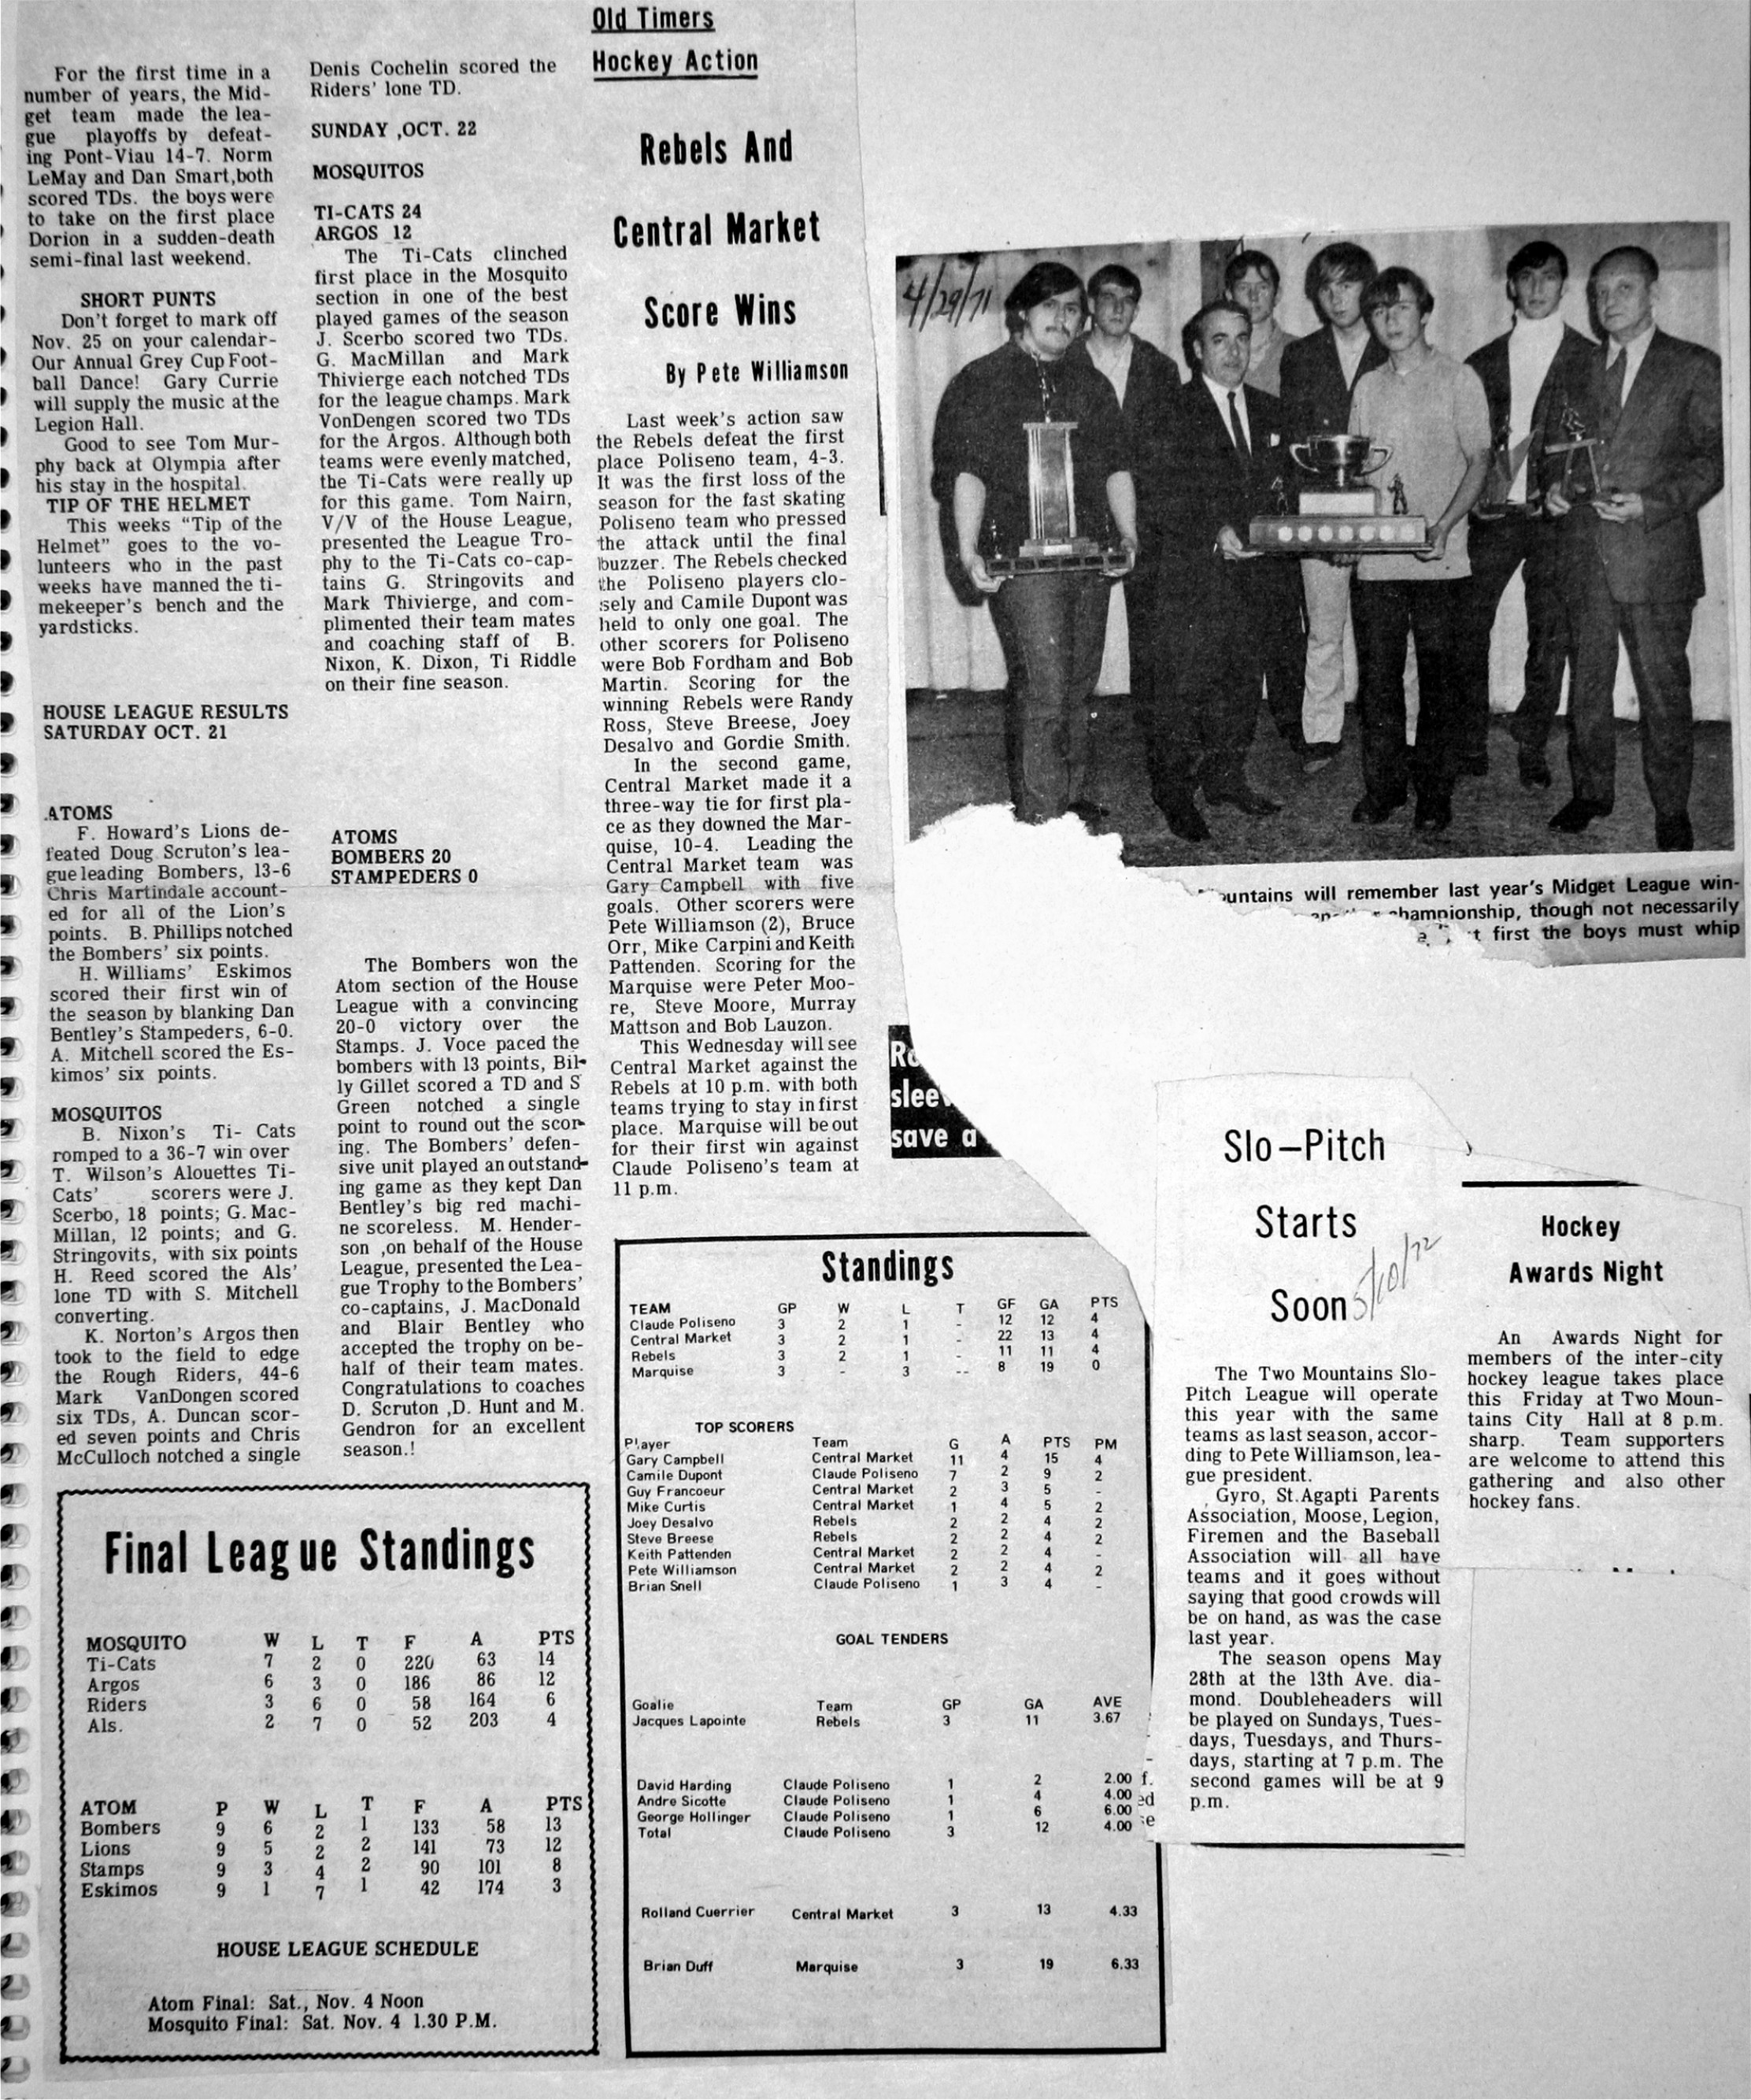 For the first time in a
number of years, the Mid-
get team made the lea-
gue playoffs by defeat-
ing Pont-Viau 14-7. Norm
LeMay and Dan Smart,both
scored TDs. the boys were
to take on the first place
Dorion in a sudden-death
semi-final last weekend.
SHORT PUNTS
Don't forget to mark off
Nov. 25 on your calendar-
Our Annual Grey Cup Foot-
ball Dance! Gary Currie
will supply the music at the
Legion Hall.
Good to see Tom Mur-
phy back at Olympia after
his stay in the hospital.
TIP OF THE HELMET
This weeks "Tip of the
Helmet" goes to the vo-
lunteers who in the past
weeks have manned the ti-
mekeeper's bench and the
yardsticks.
HOUSE LEAGUE RESULTS
SATURDAY OCT. 21
ATOMS
F. Howard's Lions de-
feated Doug Scruton's lea-
gue leading Bombers, 13-6
Chris Martindale account-
ed for all of the Lion's
points. B. Phillips notched
the Bombers' six points.
H. Williams' Eskimos
scored their first win of
the season by blanking Dan
Bentley's Stampeders, 6-0.
A. Mitchell scored the Es-
kimos' six points.
MOSQUITOS
B. Nixon's Ti- Cats
romped to a 36-7 win over
T. Wilson's Alouettes Ti-
Cats' scorers were J.
Scerbo, 18 points; G. Mac-
Millan, 12 points; and G.
Stringovits, with six points
H. Reed scored the Als'
lone TD with S. Mitchell
converting.
K. Norton's Argos then
took to the field to edge
the Rough Riders, 44-6
Mark VanDongen scored
six TDs, A. Duncan scor-
ed seven points and Chris
McCulloch notched a single
Denis Cochelin scored the
Riders' lone TD.
SUNDAY ,OCT. 22
MOSQUITOS
TI-CATS 24
ARGOS 12
The Ti-Cats clinched
first place in the Mosquito
section in one of the best
played games of the season
J. Scerbo scored two TDs.
G. MacMillan and Mark
Thivierge each notched TDs
for the league champs. Mark
VonDengen scored two TDs
for the Argos. Although both
teams were evenly matched,
the Ti-Cats were really up
for this game. Tom Nairn,
V/V of the House League,
presented the League Tro-
phy to the Ti-Cats co-cap-
tains G. Stringovits and
Mark Thivierge, and com-
plimented their team mates
and coaching staff of B.
Nixon, K. Dixon, Ti Riddle
on their fine season.
ATOMS
BOMBERS 20
STAMPEDERS 0
The Bombers won the
Atom section of the House
League with a convincing
20-0 victory over the
Stamps. J. Voce paced the
bombers with 13 points, Bil-
ly Gillet scored a TD and S
Green notched a single
point to round out the scor-
ing. The Bombers' defen-
sive unit played an outstand-
ing game as they kept Dan
Bentley's big red machi-
ne scoreless. M. Hender-
son ,on behalf of the House
League, presented the Lea-
gue Trophy to the Bombers'
co-captains, J. MacDonald
and Blair Bentley who
accepted the trophy on be-
half of their team mates.
Congratulations to coaches
D. Scruton ,D. Hunt and M.
Gendron for an excellent
season.!
Final League Standings
MOSQUITO W L T F A PTS
Ti-Cats 7 2 0 220 63 14
Argos 6 3 0 186 86 12
Riders 3 6 0 58 164 6
Als. 2 7 0 52 203 4
ATOM P W L T F A PTS
Bombers 9 6 2 1 133 58 13
Lions 9 5 2 2 141 73 12
Stamps 9 3 4 2 90 101 8
Eskimos 9 1 7 1 42 174 3
HOUSE LEAGUE SCHEDULE
Atom Final: Sat., Nov. 4 Noon
Mosquito Final: Sat. Nov. 4 1.30 P.M.
Old Timers
Hockey Action
Rebels And
Central Market
Score Wins
By Pete Williamson
Last week's action saw
the Rebels defeat the first
place Poliseno team, 4-3.
It was the first loss of the
season for the fast skating
Poliseno team who pressed
the attack until the final
buzzer. The Rebels checked
the Poliseno players clo-
sely and Camile Dupont was
held to only one goal. The
other scorers for Poliseno
were Bob Fordham and Bob
Martin. Scoring for the
winning Rebels were Randy
Ross, Steve Breese, Joey
Desalvo and Gordie Smith.
In the second game,
Central Market made it a
three-way tie for first pla-
ce as they downed the Mar-
quise, 10-4. Leading the
Central Market team was
Gary Campbell with five
goals. Other scorers were
Pete Williamson (2), Bruce
Orr, Mike Carpini and Keith
Pattenden. Scoring for the
Marquise were Peter Moo-
re, Steve Moore, Murray
Mattson and Bob Lauzon.
This Wednesday will see
Central Market against the
Rebels at 10 p.m. with both
teams trying to stay in first
place. Marquise will be out
for their first win against
Claude Poliseno's team at
11 p.m.
Standings
TEAM GP W L T GF GA PTS
Claude Poliseno 3 2 1 - 12 12 4
Central Market 3 2 1 - 22 13 4
Rebels 3 2 1 - 11 11 4
Marquise 3 - 3 -- 8 19 0
TOP SCORERS
Player Team G A PTS PM
Gary Campbell Central Market 11 4 15 4
Camile Dupont Claude Poliseno 7 2 9 2
Guy Francoeur Central Market 2 3 5 -
Mike Curtis Central Market 1 4 5 2
Joey Desalvo Rebels 2 2 4 2
Steve Breese Rebels 2 2 4 2
Keith Pattenden Central Market 2 2 4 -
Pete Williamson Central Market 2 2 4 2
Brian Snell Claude Poliseno 1 3 4 -
GOAL TENDERS
Goalie Team GP GA AVE
Jacques Lapointe Rebels 3 11 3.67
David Harding Claude Poliseno 1 2 2.00
Andre Sicotte Claude Poliseno 1 4 4.00
George Hollinger Claude Poliseno 1 6 6.00
Total Claude Poliseno 3 12 4.00
Rolland Cuerrier Central Market 3 13 4.33
Brian Duff Marquise 3 19 6.33
4/29/71
ountains will remember last year's Midget League win-
championship, though not necessarily
first the boys must whip
save a
Slo-Pitch
Starts
Soon
5/10/72
The Two Mountains Slo-
Pitch League will operate
this year with the same
teams as last season, accor-
ding to Pete Williamson, lea-
gue president.
Gyro, St.Agapti Parents
Association, Moose, Legion,
Firemen and the Baseball
Association will all have
teams and it goes without
saying that good crowds will
be on hand, as was the case
last year.
The season opens May
28th at the 13th Ave. dia-
mond. Doubleheaders will
be played on Sundays, Tues-
days, Tuesdays, and Thurs-
days, starting at 7 p.m. The
second games will be at 9
p.m.
Hockey
Awards Night
An Awards Night for
members of the inter-city
hockey league takes place
this Friday at Two Moun-
tains City Hall at 8 p.m.
sharp. Team supporters
are welcome to attend this
gathering and also other
hockey fans.